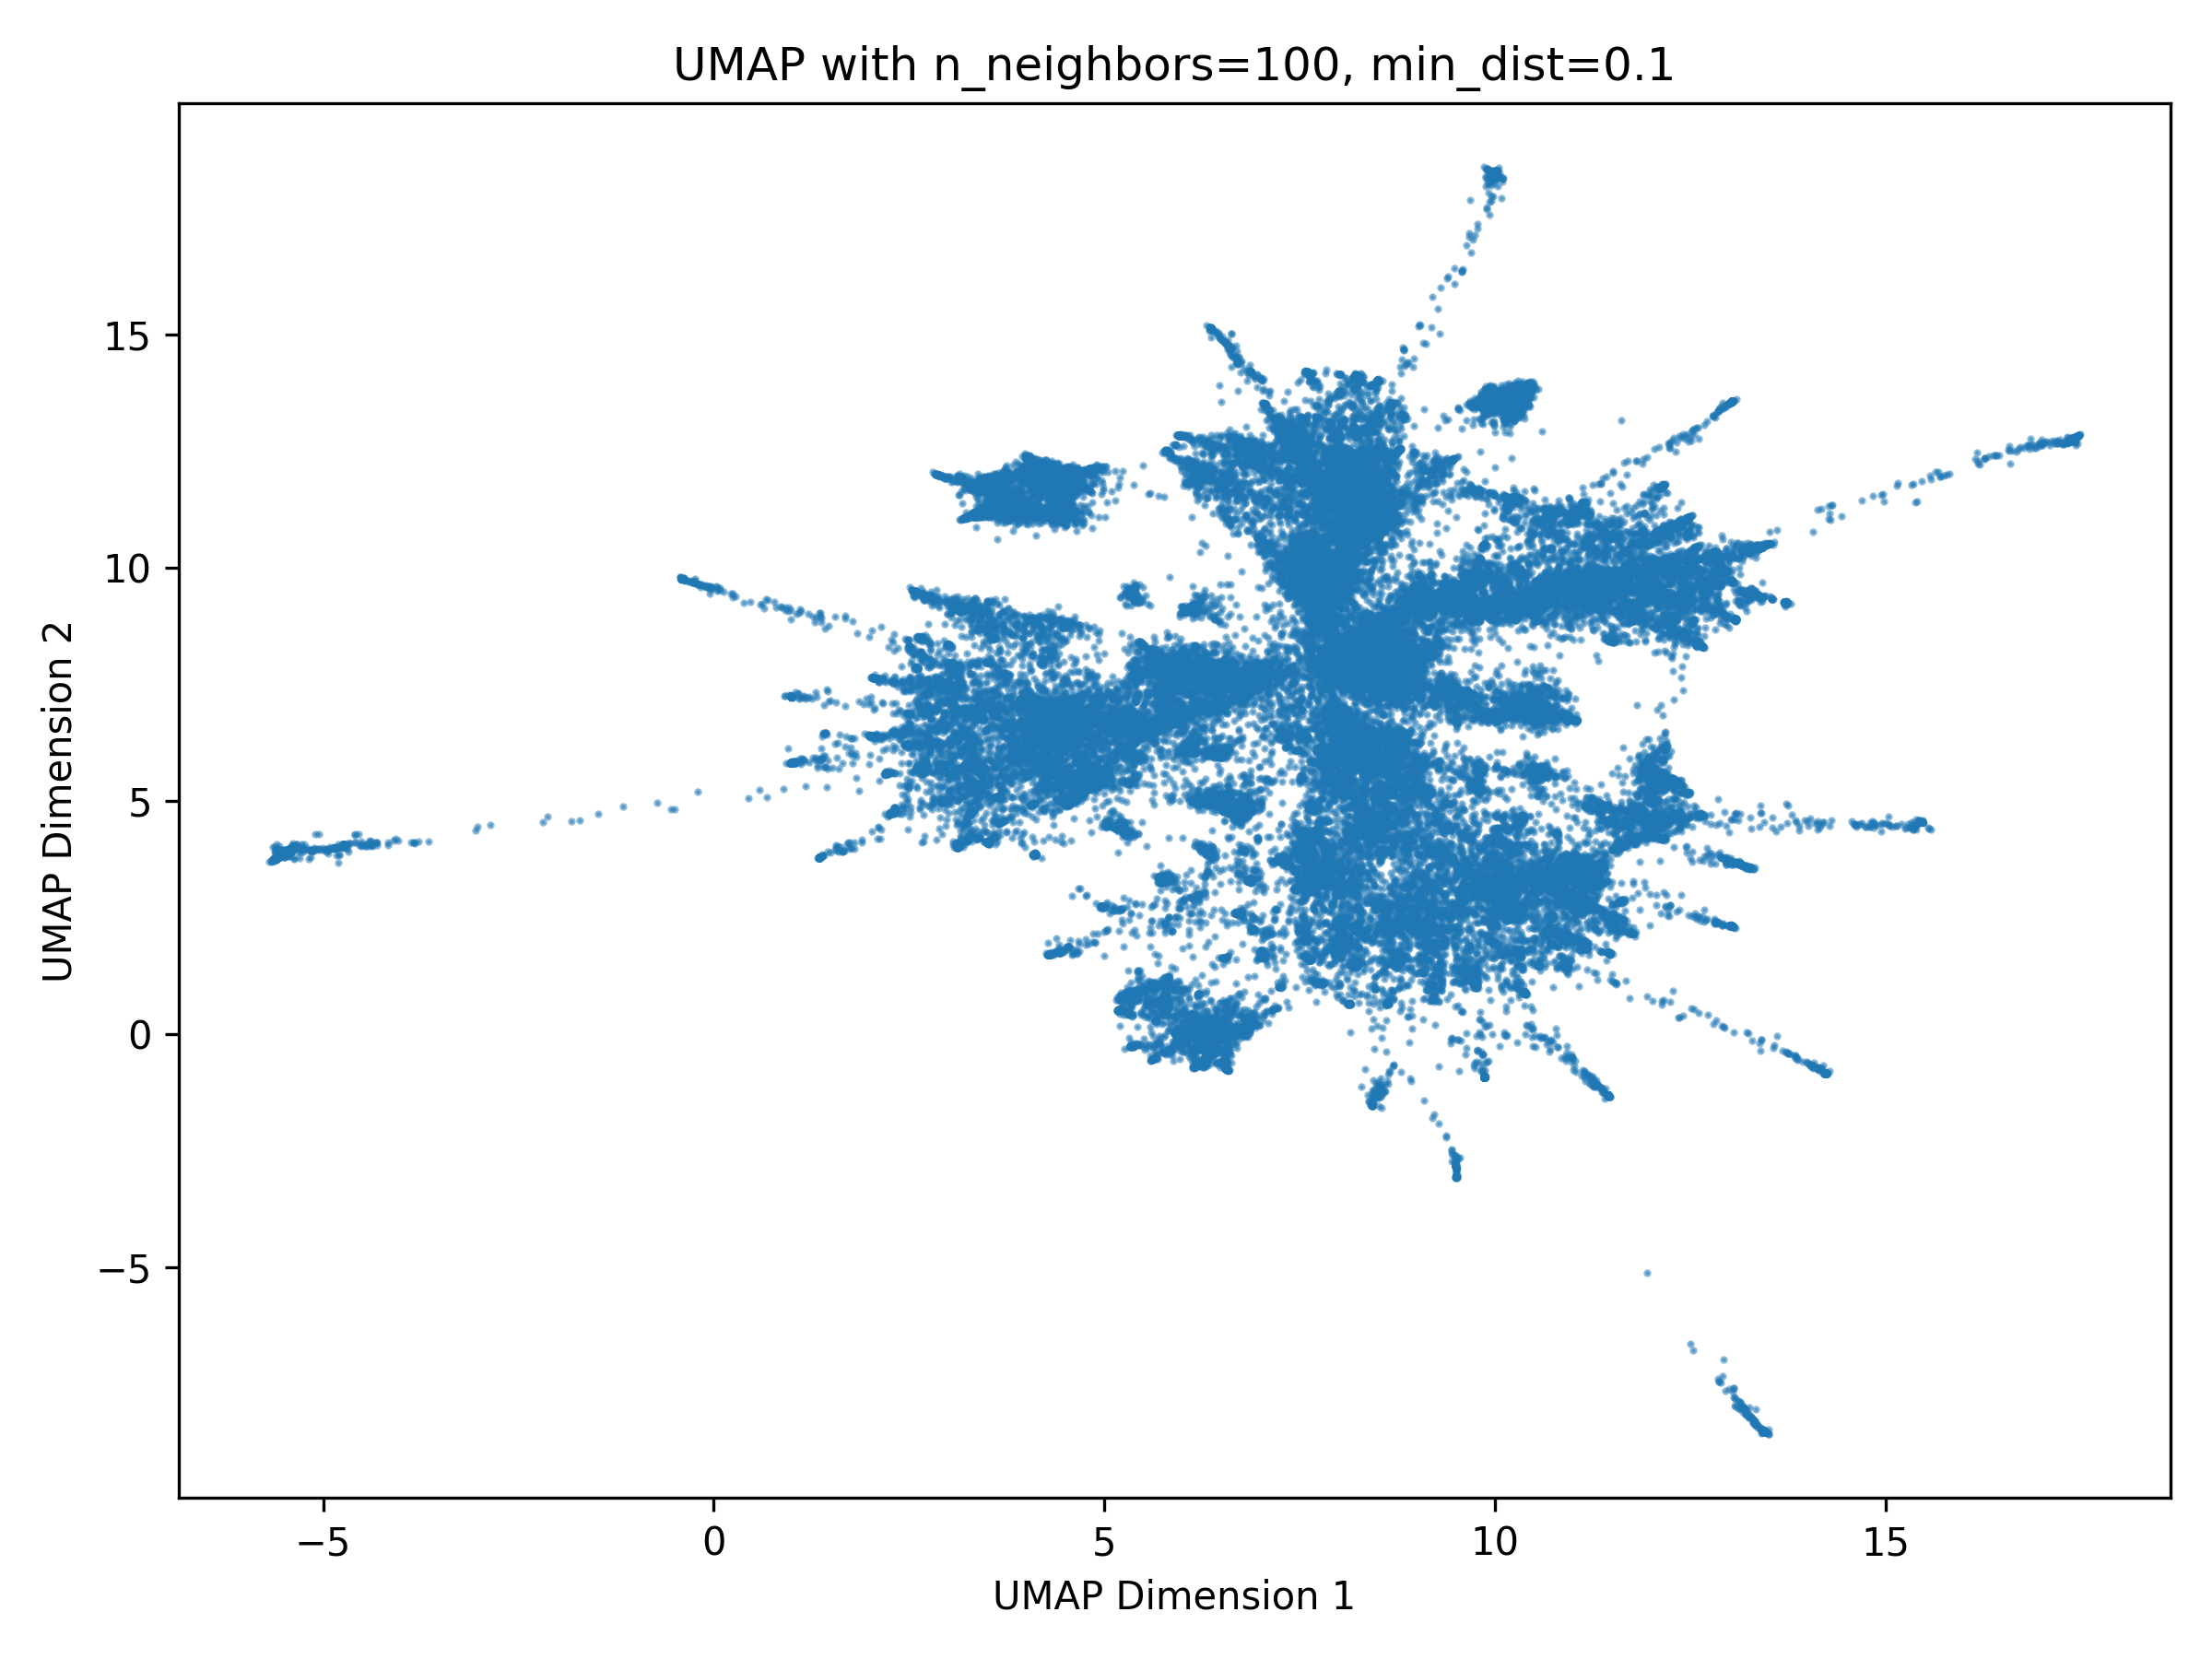 UMAP with n_neighbors=100, min_dist=0.1
15
10
5
0
−5
UMAP Dimension 2
−5 0 5 10 15
UMAP Dimension 1